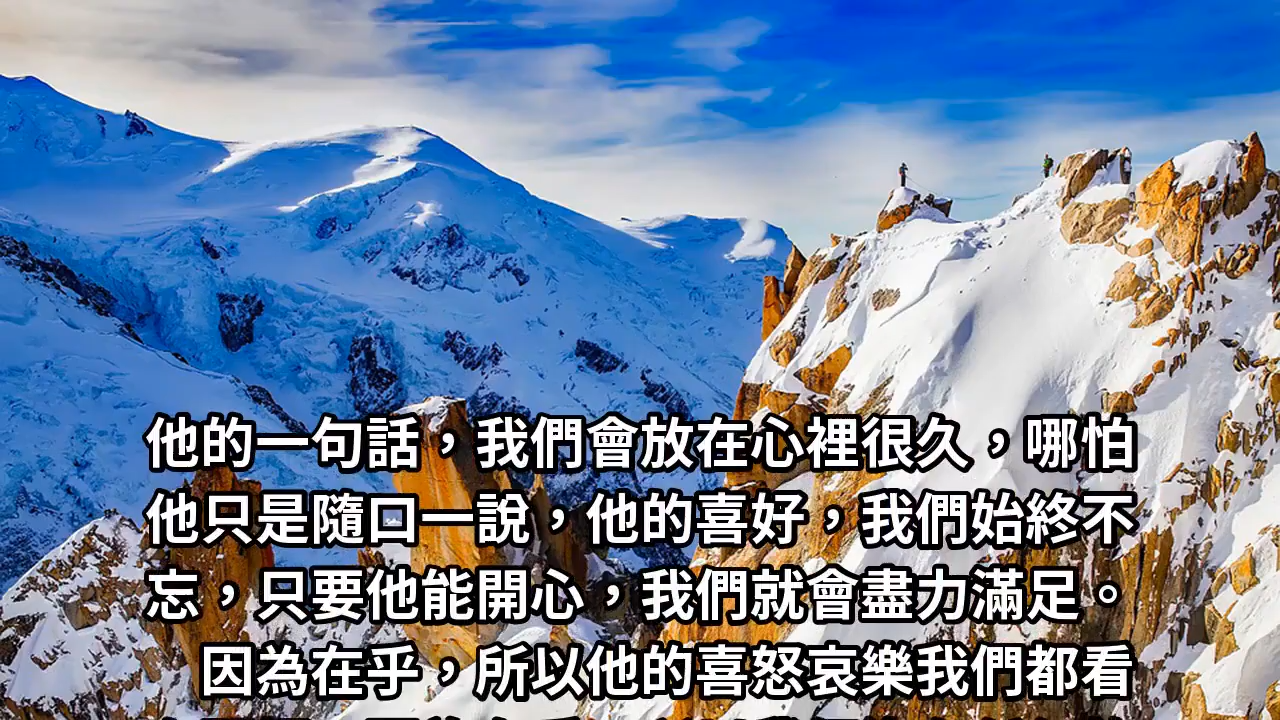 他的一句話，我們會放在心裡很久，哪怕
他只是隨口一說，他的喜好，我們始終不
忘，只要他能開心，我們就會盡力滿足。
因為在乎，所以他的喜怒哀樂我們都看